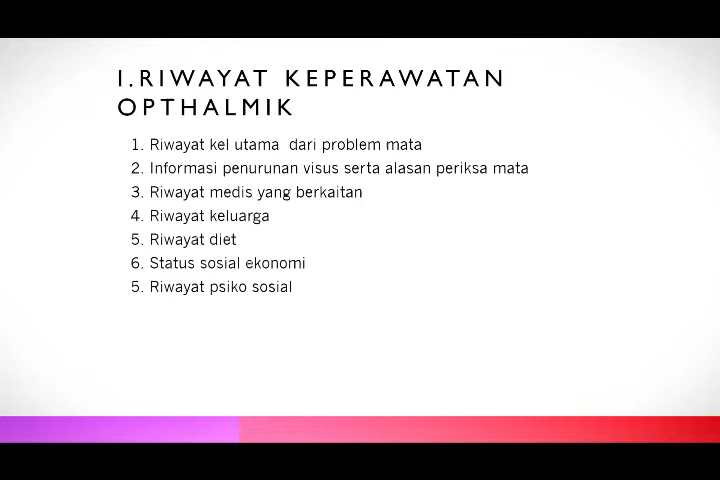 I.RIWAYAT KEPERAWATAN
OPTHALMIK
1. Riwayat kel utama dari problem mata
2. Informasi penurunan visus serta alasan periksa mata
3. Riwayat medis yang berkaitan
4. Riwayat keluarga
5. Riwayat diet
6. Status sosial ekonomi
5. Riwayat psiko sosial